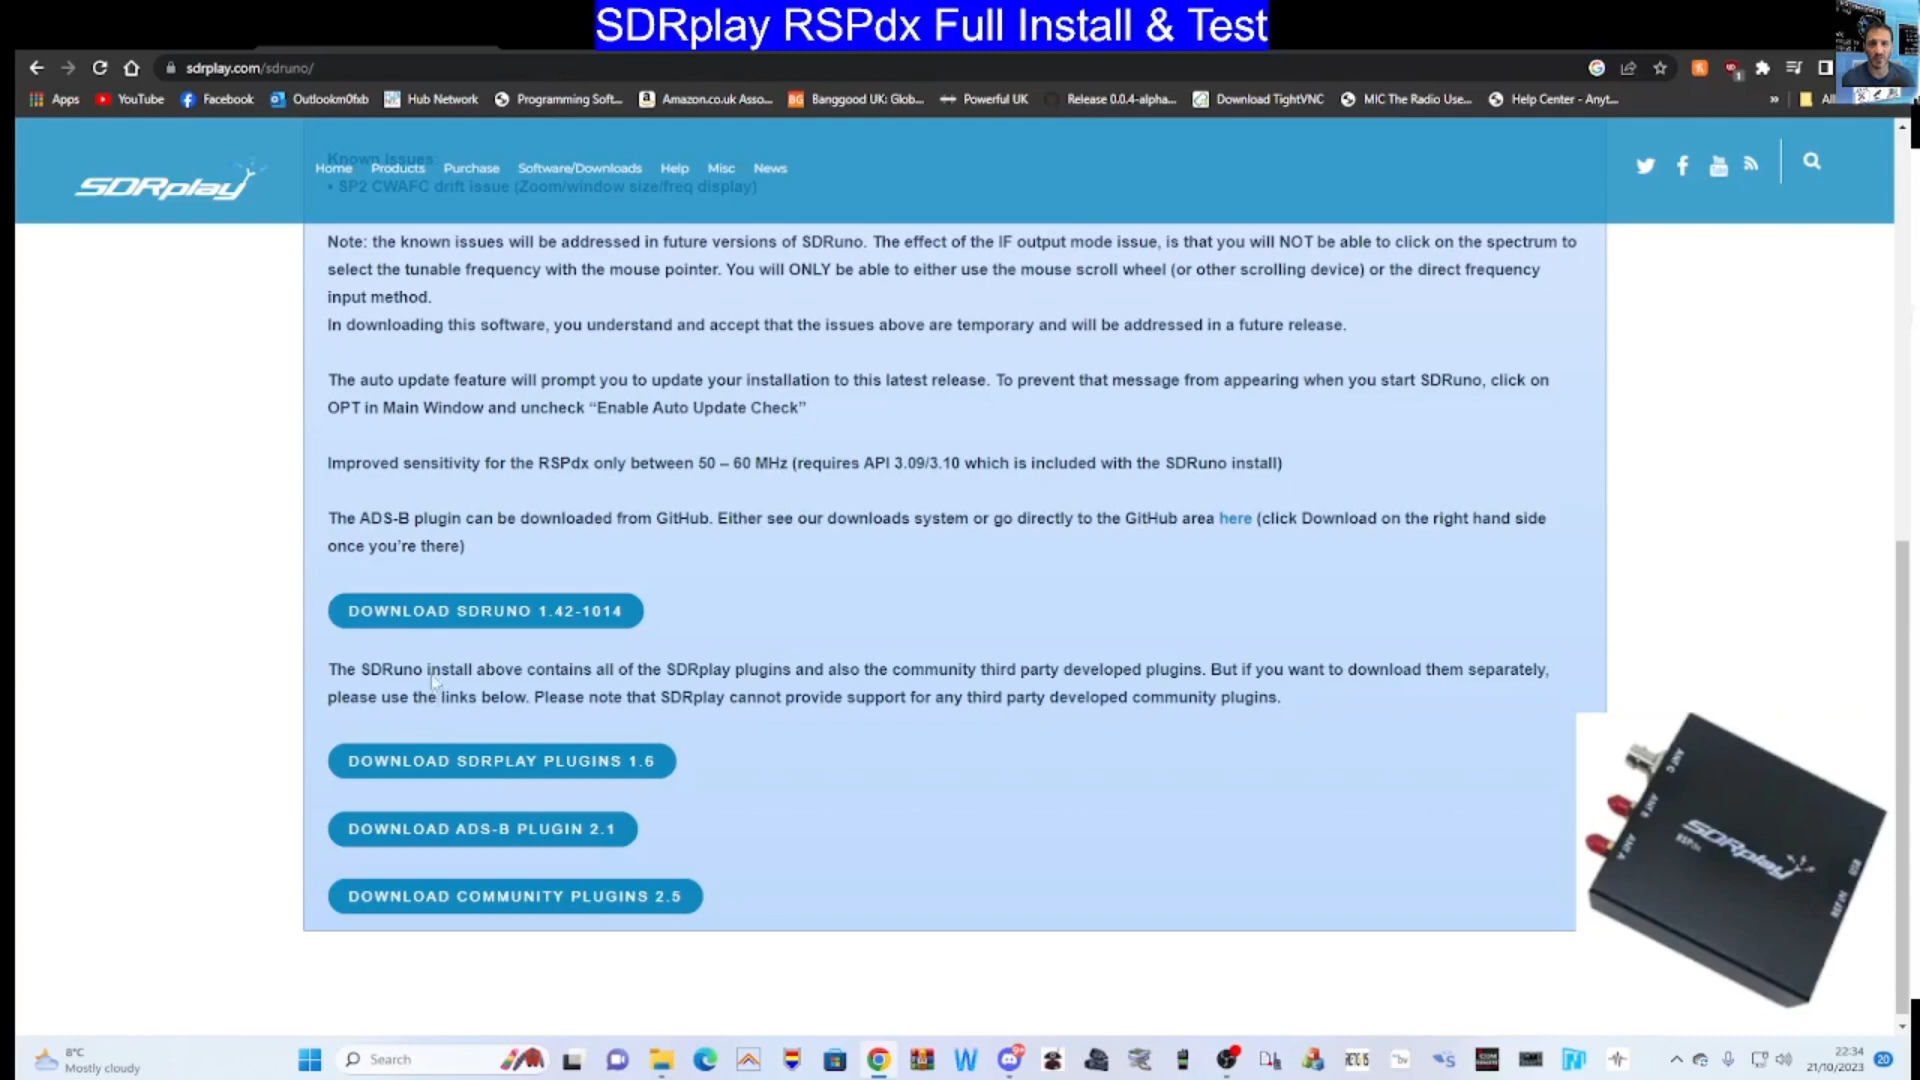 SDRplay RSPdx Full Install & Test
sdrplay.com/sdruno/
Apps YouTube Facebook Outlookm0fxb Hub Network Programming Soft... Amazon.co.uk Asso... Banggood UK: Glob... Powerful UK Release 0.0.4-alpha... Download TightVNC MIC The Radio Use... Help Center - Anyt... » All
SDRplay
Home Products Purchase Software/Downloads Help Misc News
Known Issues:
• SP2 CWAFC drift issue (Zoom/window size/freq display)
Note: the known issues will be addressed in future versions of SDRuno. The effect of the IF output mode issue, is that you will NOT be able to click on the spectrum to
select the tunable frequency with the mouse pointer. You will ONLY be able to either use the mouse scroll wheel (or other scrolling device) or the direct frequency
input method.
In downloading this software, you understand and accept that the issues above are temporary and will be addressed in a future release.
The auto update feature will prompt you to update your installation to this latest release. To prevent that message from appearing when you start SDRuno, click on
OPT in Main Window and uncheck “Enable Auto Update Check”
Improved sensitivity for the RSPdx only between 50 – 60 MHz (requires API 3.09/3.10 which is included with the SDRuno install)
The ADS-B plugin can be downloaded from GitHub. Either see our downloads system or go directly to the GitHub area here (click Download on the right hand side
once you’re there)
DOWNLOAD SDRUNO 1.42-1014
The SDRuno install above contains all of the SDRplay plugins and also the community third party developed plugins. But if you want to download them separately,
please use the links below. Please note that SDRplay cannot provide support for any third party developed community plugins.
DOWNLOAD SDRPLAY PLUGINS 1.6
DOWNLOAD ADS-B PLUGIN 2.1
DOWNLOAD COMMUNITY PLUGINS 2.5
ANT C
ANT B
ANT A
SDRplay
RSPdx
USB
REF IN
8°C
Mostly cloudy
Search
22:34
21/10/2023
20